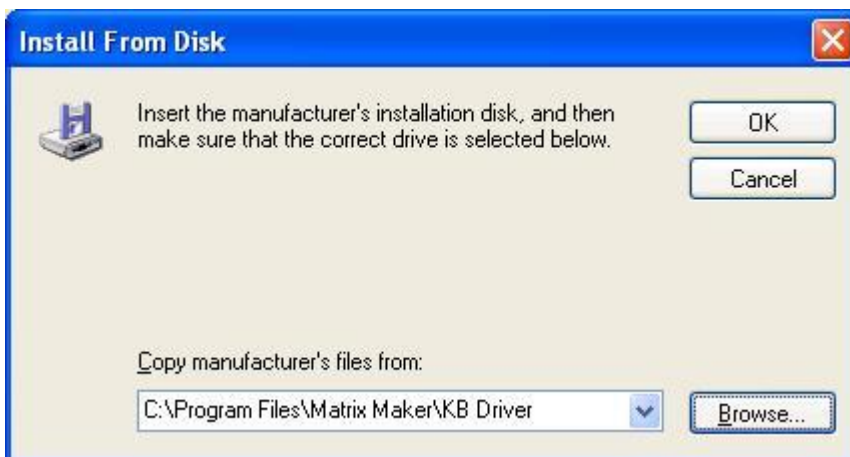 Install From Disk
Insert the manufacturer's installation disk, and then
make sure that the correct drive is selected below.
OK
Cancel
Copy manufacturer's files from:
C:\Program Files\Matrix Maker\KB Driver
Browse...